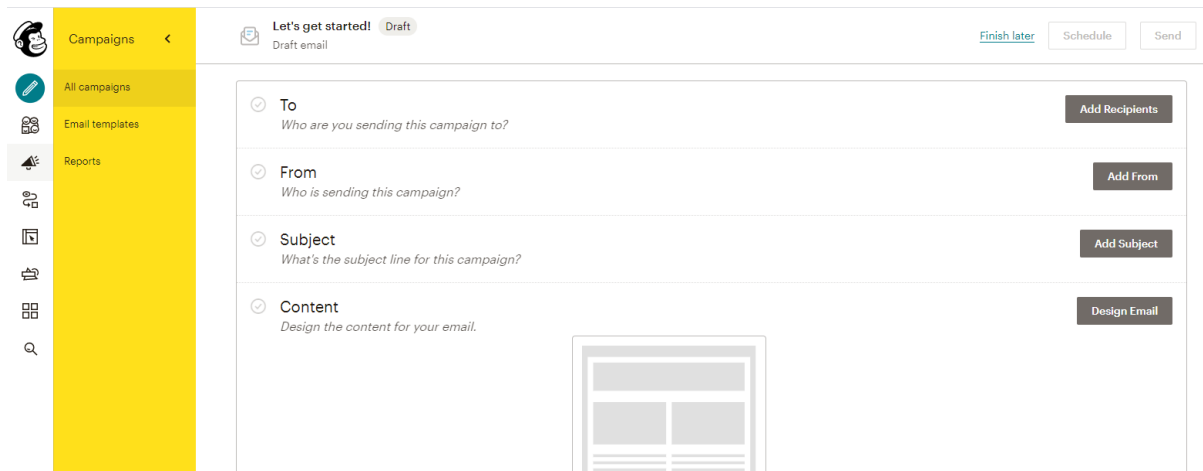 Campaigns
All campaigns
Email templates
Reports
Let's get started! Draft
Draft email
Finish later
Schedule
Send
To
Who are you sending this campaign to?
Add Recipients
From
Who is sending this campaign?
Add From
Subject
What's the subject line for this campaign?
Add Subject
Content
Design the content for your email.
Design Email